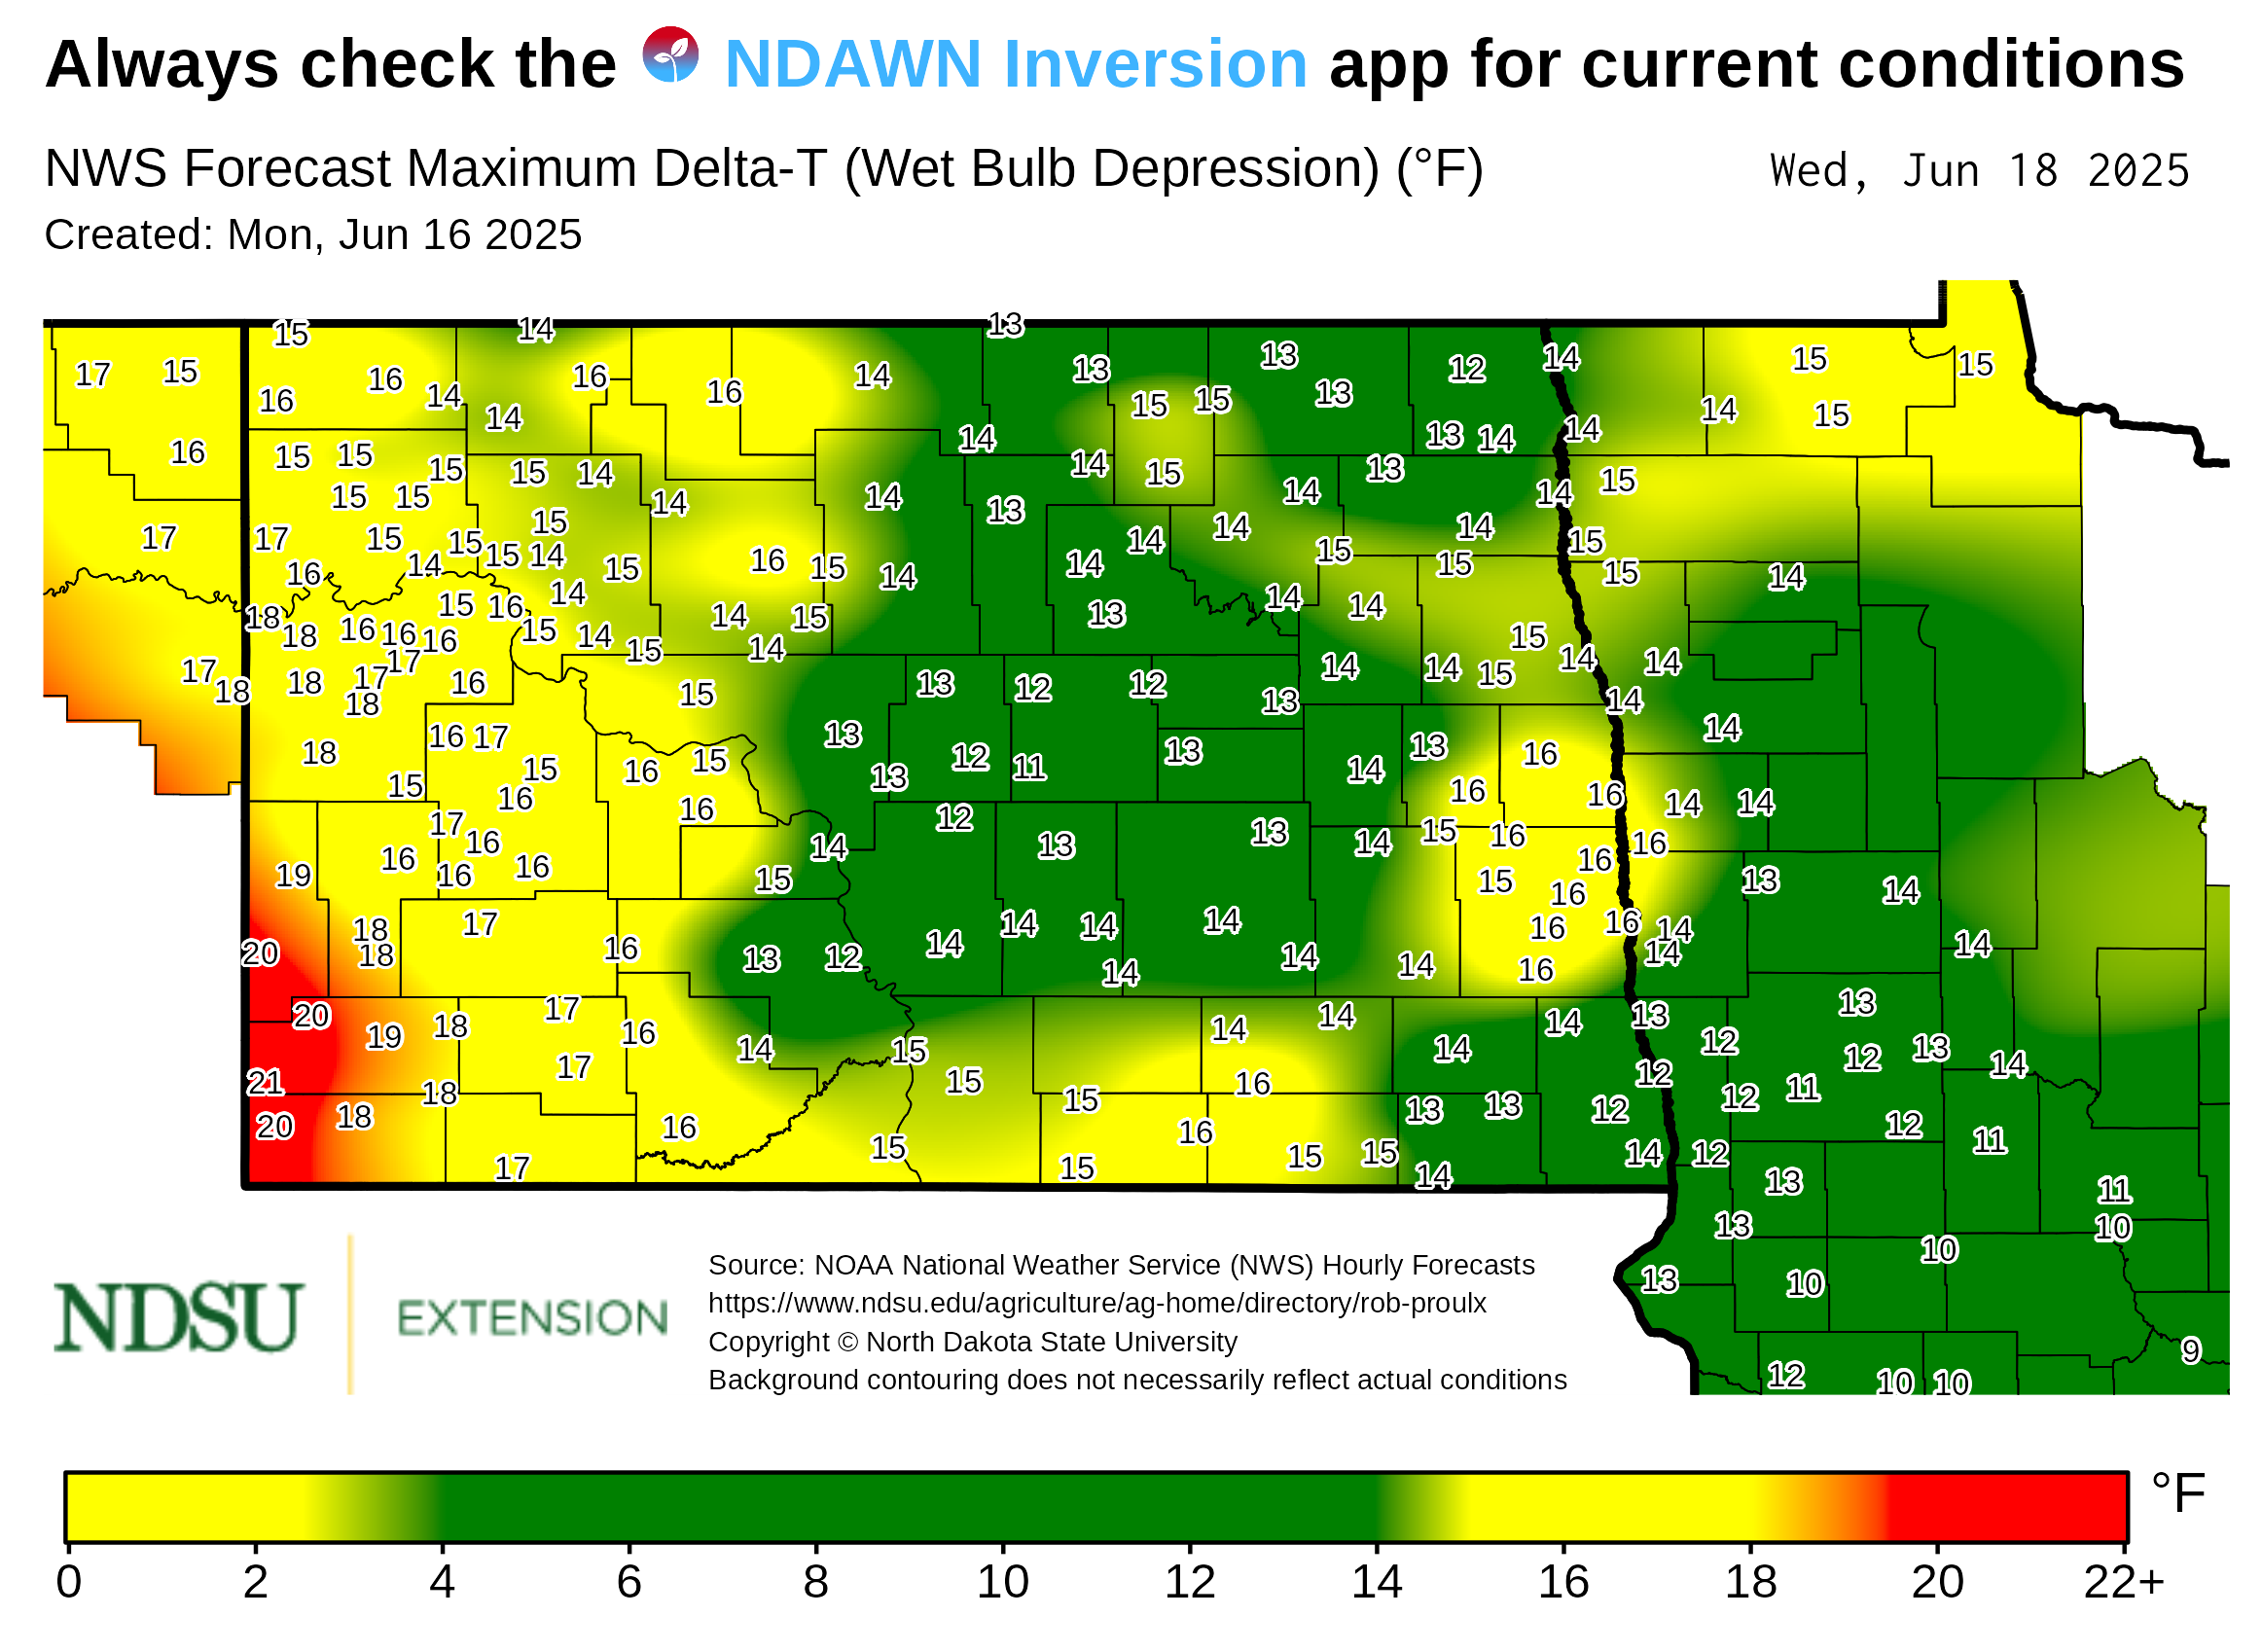 Always check the NDAWN Inversion app for current conditions
NWS Forecast Maximum Delta-T (Wet Bulb Depression) (°F) Wed, Jun 18 2025
Created: Mon, Jun 16 2025
15 14 13
17 15 16 14 16 16 14 13 13 13 12 14 15 15
16 14 15 15 14 15
16 15 15 15 15 14 14 14 15 13 14 13 14 14
15 15 14 14 13 14 14 15
17 17 15 15 15 15 14 15 16 15 14 14 14 14 15 14 15 15
16 14 15 16 14 14 13 14 14 15 15 14
18 18 16 16 16 15 14 15 14 15 14 15 14 14
17 18 18 17 17 18 16 15 13 12 12 13 14 14 15 14
18 16 17 15 16 15 13 13 12 11 13 14 13 16 14
15 16 16 12 15 16 14 14
17 16 16 16 16 14 15 13 13 14 15 16 16 16 13 14
19 18 18 17 16 13 12 14 14 14 14 14 14 14 15 16 16 16 16 14 14 14
20 20 19 18 17 16 14 15 14 14 14 14 13 13
21 18 17 15 15 16 13 13 12 12 12 12 11 12 13 14
20 18 17 16 15 15 16 15 15 14 14 12 13 12 11 11
13 13 10 10 10
9
12 10 10
NDSU EXTENSION
Source: NOAA National Weather Service (NWS) Hourly Forecasts
https://www.ndsu.edu/agriculture/ag-home/directory/rob-proulx
Copyright © North Dakota State University
Background contouring does not necessarily reflect actual conditions
°F
0 2 4 6 8 10 12 14 16 18 20 22+